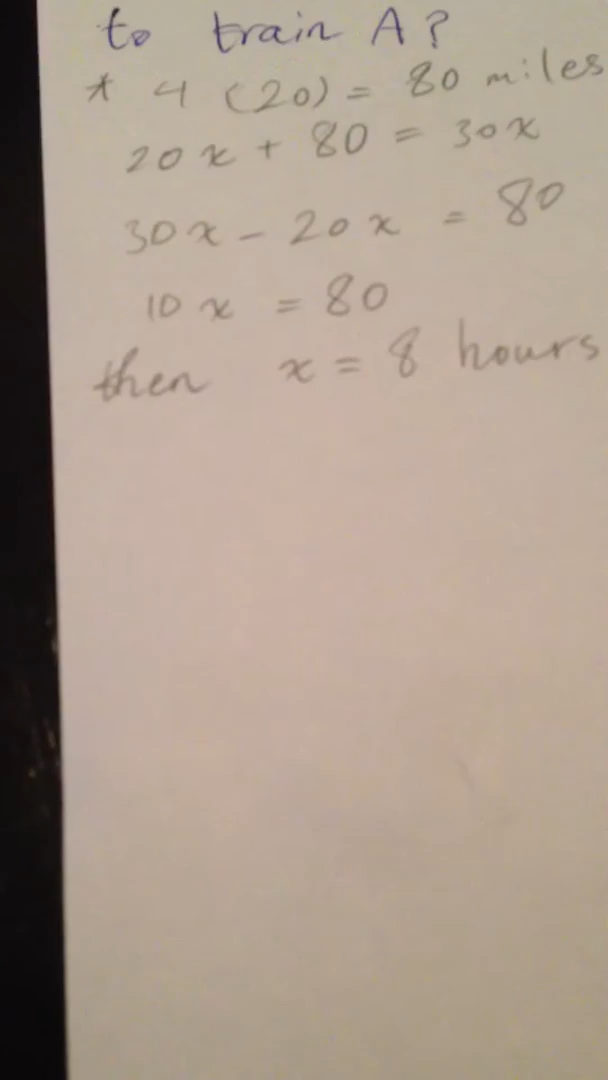 to train A?
* 4 (20) = 80 miles
20x + 80 = 30x
30x - 20x = 80
10x = 80
then x = 8 hours